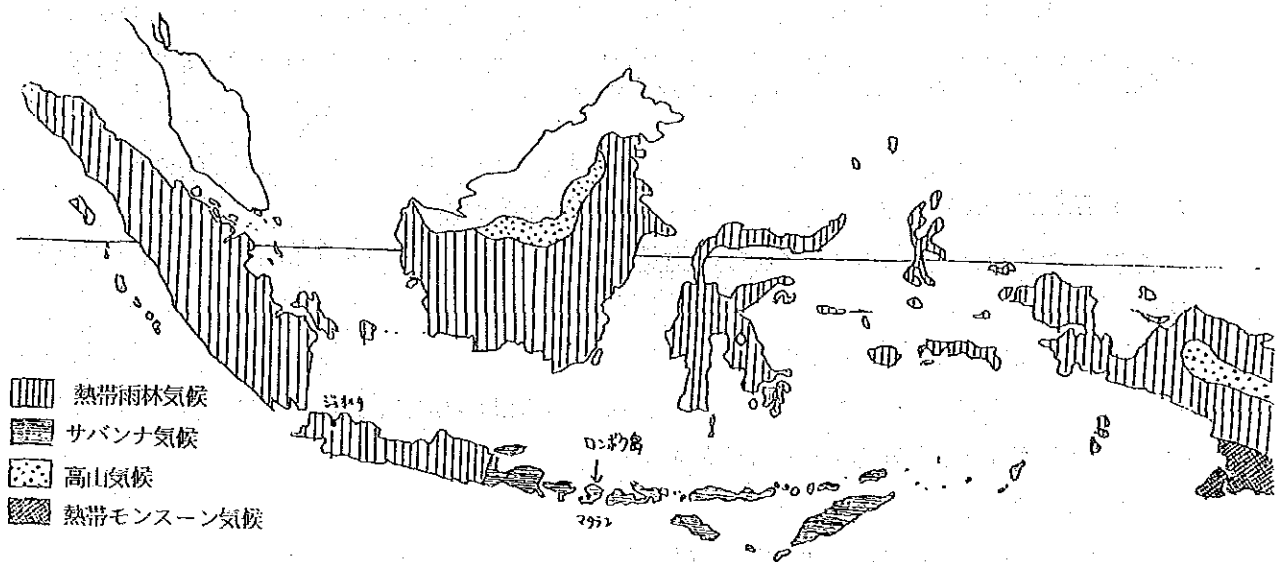 熱帯雨林気候
サバンナ気候
高山気候
熱帯モンスーン気候
ジャカルタ
ロンボク島
マタラン